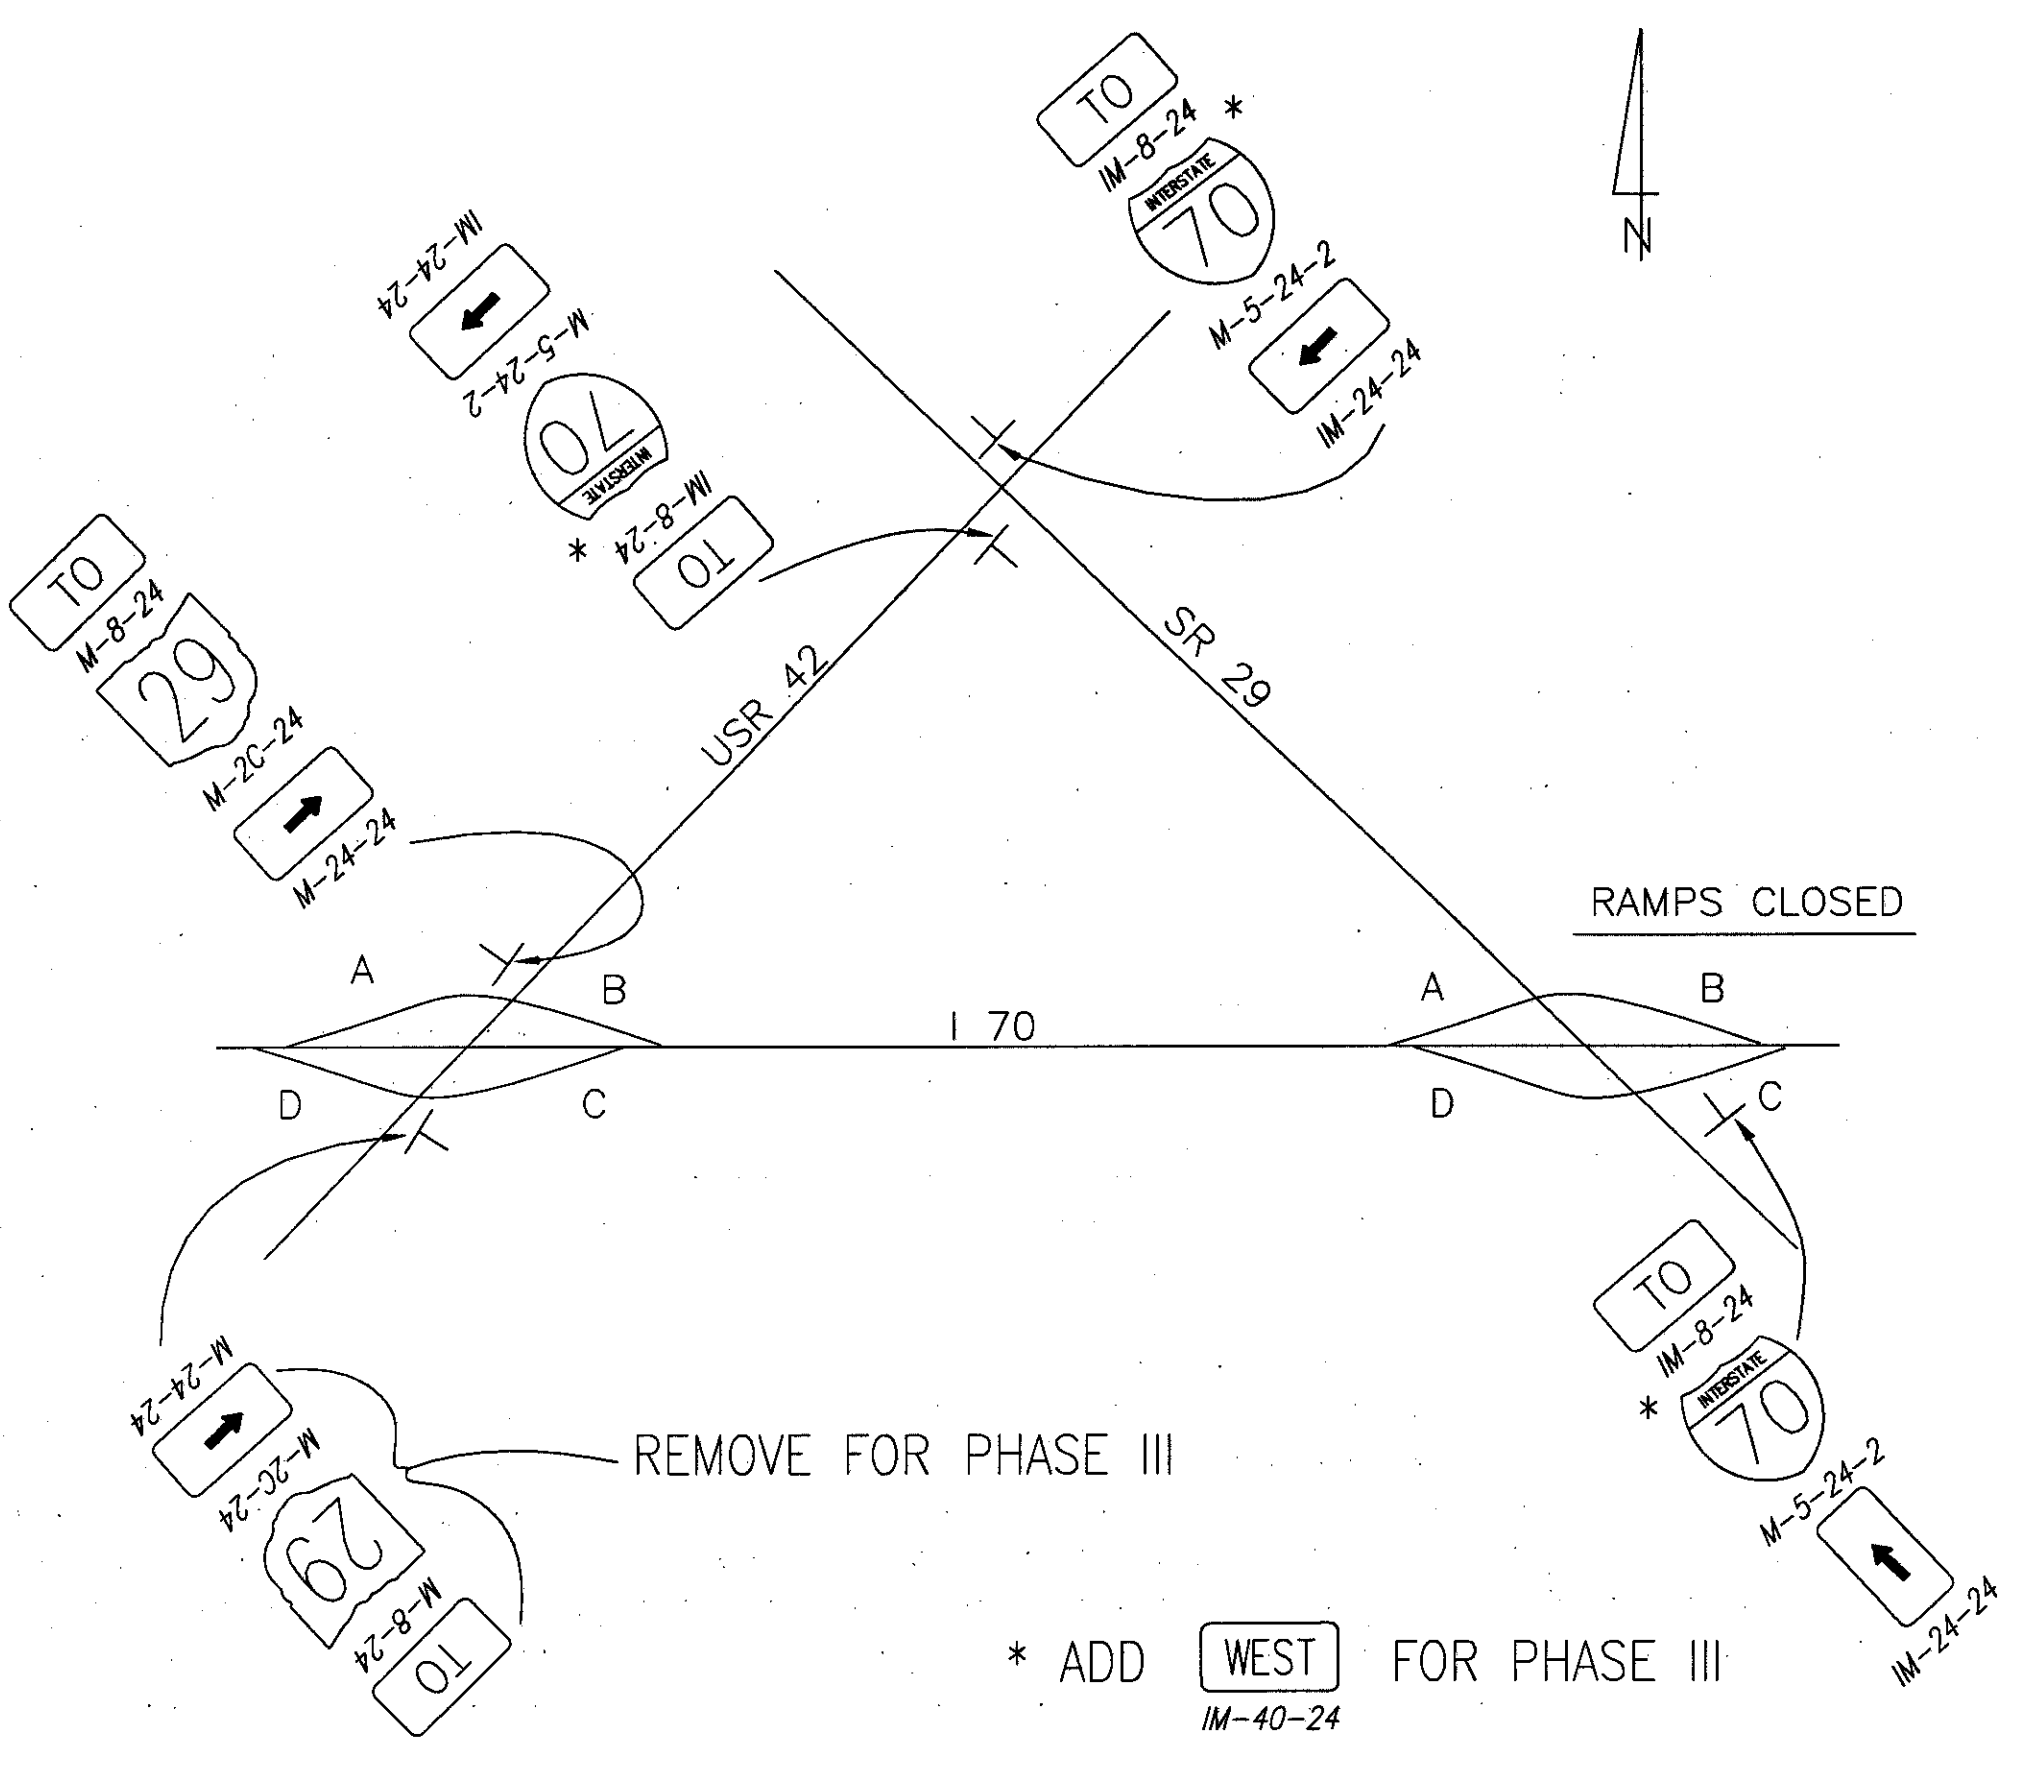 TO
IM-8-24
*
INTERSTATE
70
M-5-24-2
IM-24-24
N
IM-24-24
M-5-24-2
70
INTERSTATE
*
IM-8-24
TO
TO
M-8-24
29
M-2C-24
M-24-24
USR 42
SR 29
RAMPS CLOSED
A
B
I 70
A
B
D
C
D
C
TO
IM-8-24
*
INTERSTATE
70
M-5-24-2
IM-24-24
M-24-24
M-2C-24
29
M-8-24
TO
REMOVE FOR PHASE III
* ADD WEST FOR PHASE III
IM-40-24